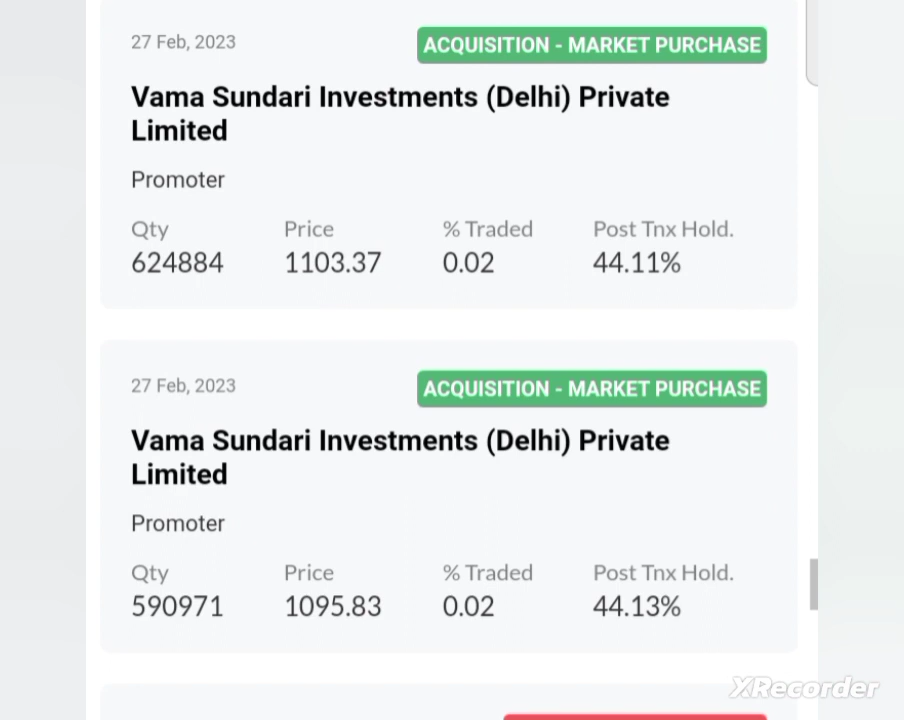 27 Feb, 2023
ACQUISITION - MARKET PURCHASE
Vama Sundari Investments (Delhi) Private
Limited
Promoter
Qty Price % Traded Post Tnx Hold.
624884 1103.37 0.02 44.11%
27 Feb, 2023
ACQUISITION - MARKET PURCHASE
Vama Sundari Investments (Delhi) Private
Limited
Promoter
Qty Price % Traded Post Tnx Hold.
590971 1095.83 0.02 44.13%
XRecorder